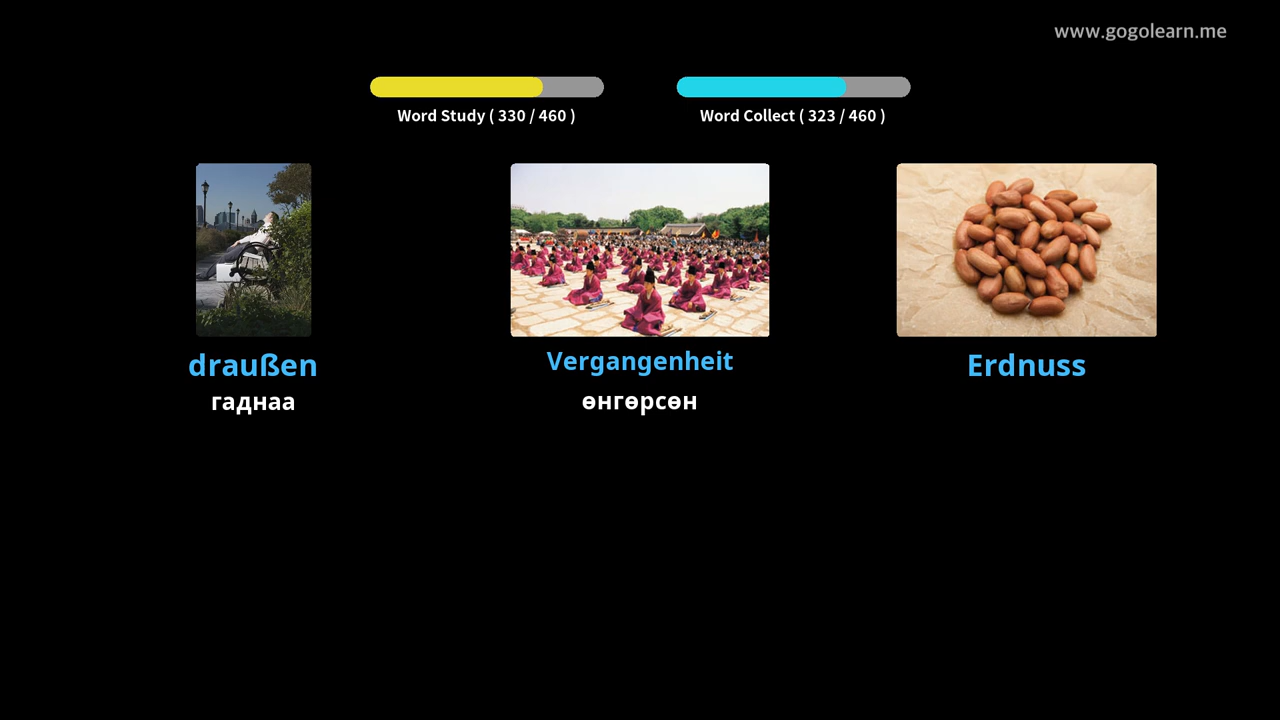 www.gogolearn.me
Word Study ( 330 / 460 )
Word Collect ( 323 / 460 )
draußen
гаднаа
Vergangenheit
өнгөрсөн
Erdnuss